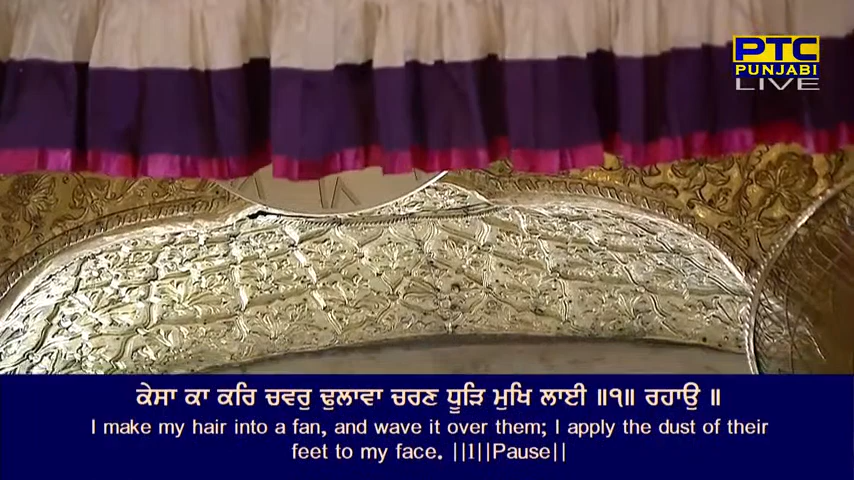 PTC
PUNJABI
LIVE
VI
ਕੇਸਾ ਕਾ ਕਰਿ ਚਵਰੁ ਢੁਲਾਵਾ ਚਰਣ ਧੂੜਿ ਮੁਖਿ ਲਾਈ ॥੧॥ ਰਹਾਉ ॥
I make my hair into a fan, and wave it over them; I apply the dust of their
feet to my face. ||1||Pause||